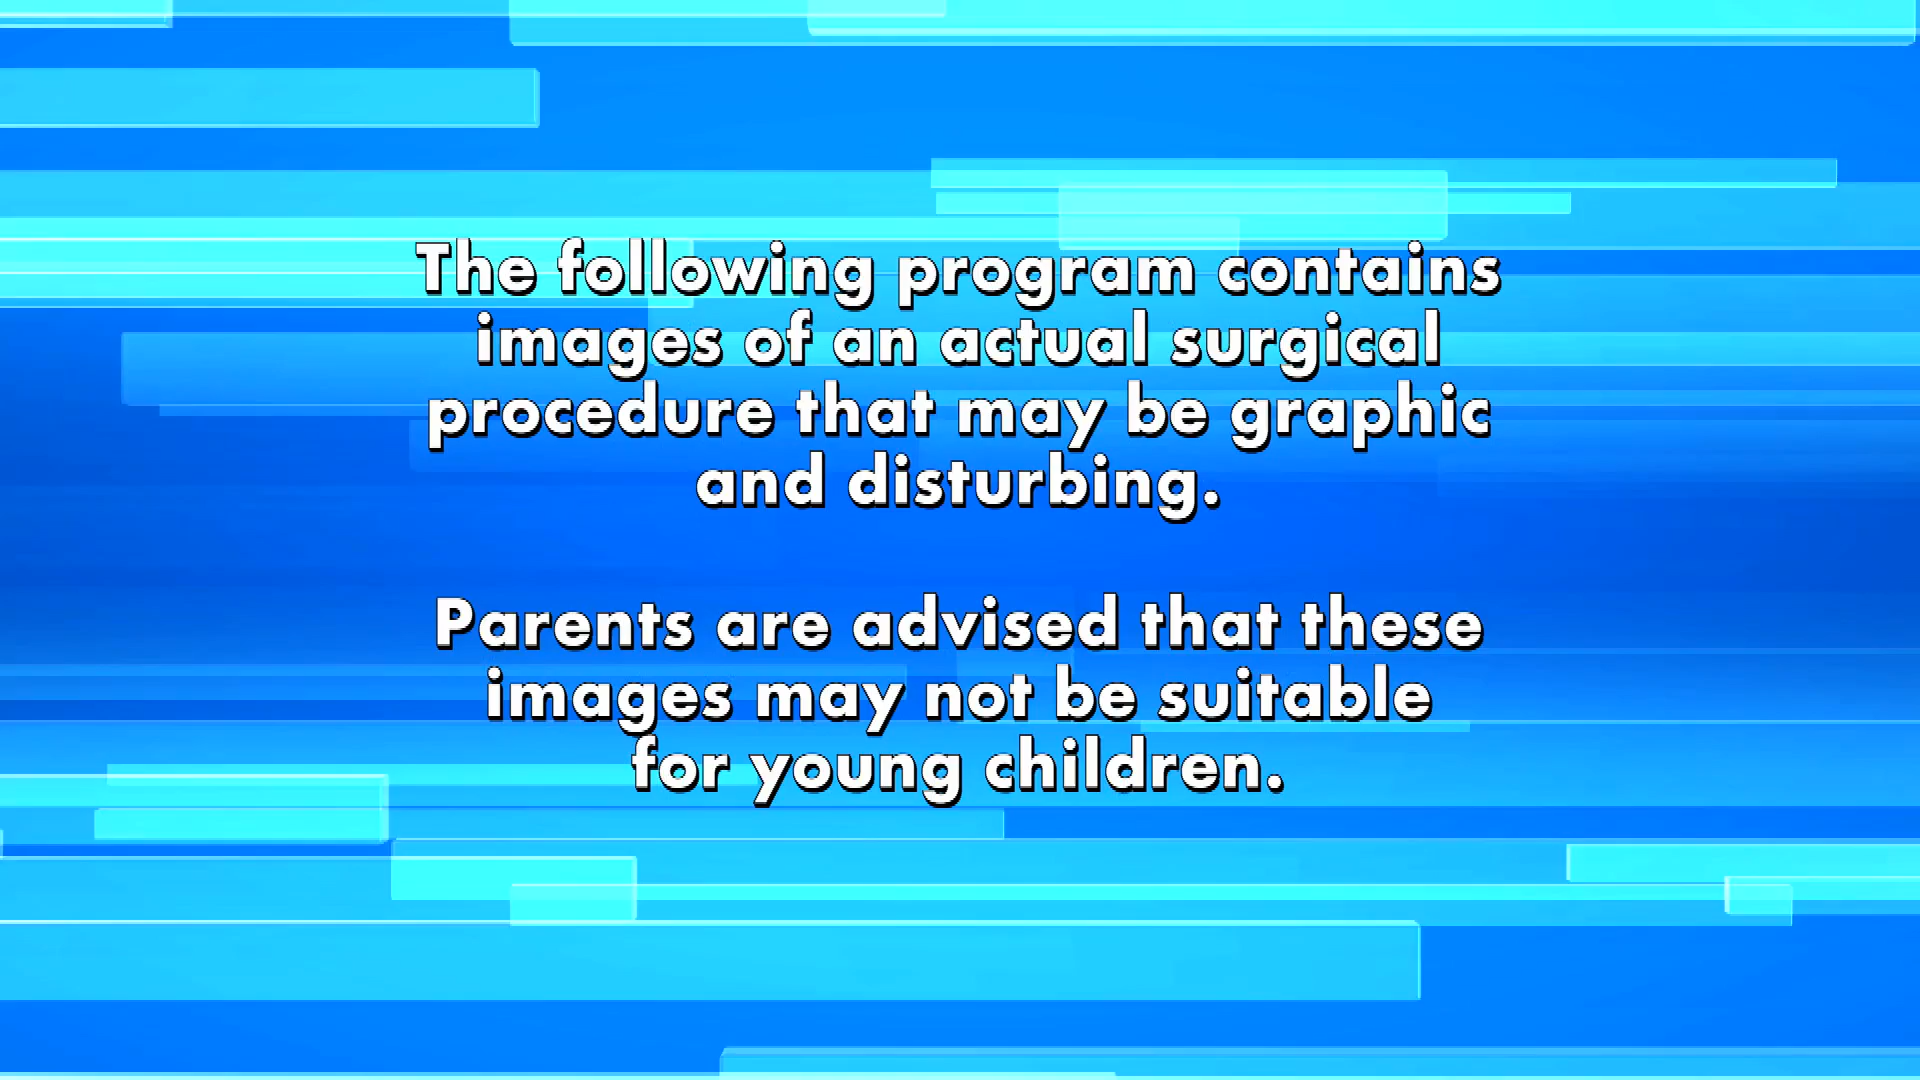 The following program contains
images of an actual surgical
procedure that may be graphic
and disturbing.
Parents are advised that these
images may not be suitable
for young children.